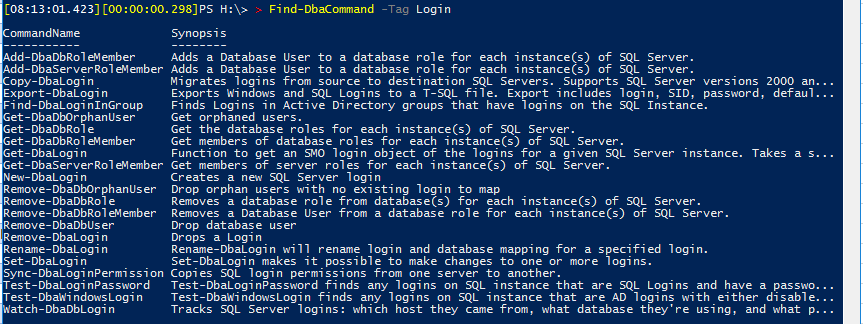 [08:13:01.423][00:00:00.298]PS H:\> > Find-DbaCommand -Tag Login
CommandName Synopsis
----------- --------
Add-DbaDbRoleMember Adds a Database User to a database role for each instance(s) of SQL Server.
Add-DbaServerRoleMember Adds a Database User to a database role for each instance(s) of SQL Server.
Copy-DbaLogin Migrates logins from source to destination SQL Servers. Supports SQL Server versions 2000 an...
Export-DbaLogin Exports Windows and SQL Logins to a T-SQL file. Export includes login, SID, password, defaul...
Find-DbaLoginInGroup Finds Logins in Active Directory groups that have logins on the SQL Instance.
Get-DbaDbOrphanUser Get orphaned users.
Get-DbaDbRole Get the database roles for each instance(s) of SQL Server.
Get-DbaDbRoleMember Get members of database roles for each instance(s) of SQL Server.
Get-DbaLogin Function to get an SMO login object of the logins for a given SQL Server instance. Takes a s...
Get-DbaServerRoleMember Get members of server roles for each instance(s) of SQL Server.
New-DbaLogin Creates a new SQL Server login
Remove-DbaDbOrphanUser Drop orphan users with no existing login to map
Remove-DbaDbRole Removes a database role from database(s) for each instance(s) of SQL Server.
Remove-DbaDbRoleMember Removes a Database User from a database role for each instance(s) of SQL Server.
Remove-DbaDbUser Drop database user
Remove-DbaLogin Drops a Login
Rename-DbaLogin Rename-DbaLogin will rename login and database mapping for a specified login.
Set-DbaLogin Set-DbaLogin makes it possible to make changes to one or more logins.
Sync-DbaLoginPermission Copies SQL login permissions from one server to another.
Test-DbaLoginPassword Test-DbaLoginPassword finds any logins on SQL instance that are SQL Logins and have a passwo...
Test-DbaWindowsLogin Test-DbaWindowsLogin finds any logins on SQL instance that are AD logins with either disable...
Watch-DbaDbLogin Tracks SQL Server logins: which host they came from, what database they're using, and what p...